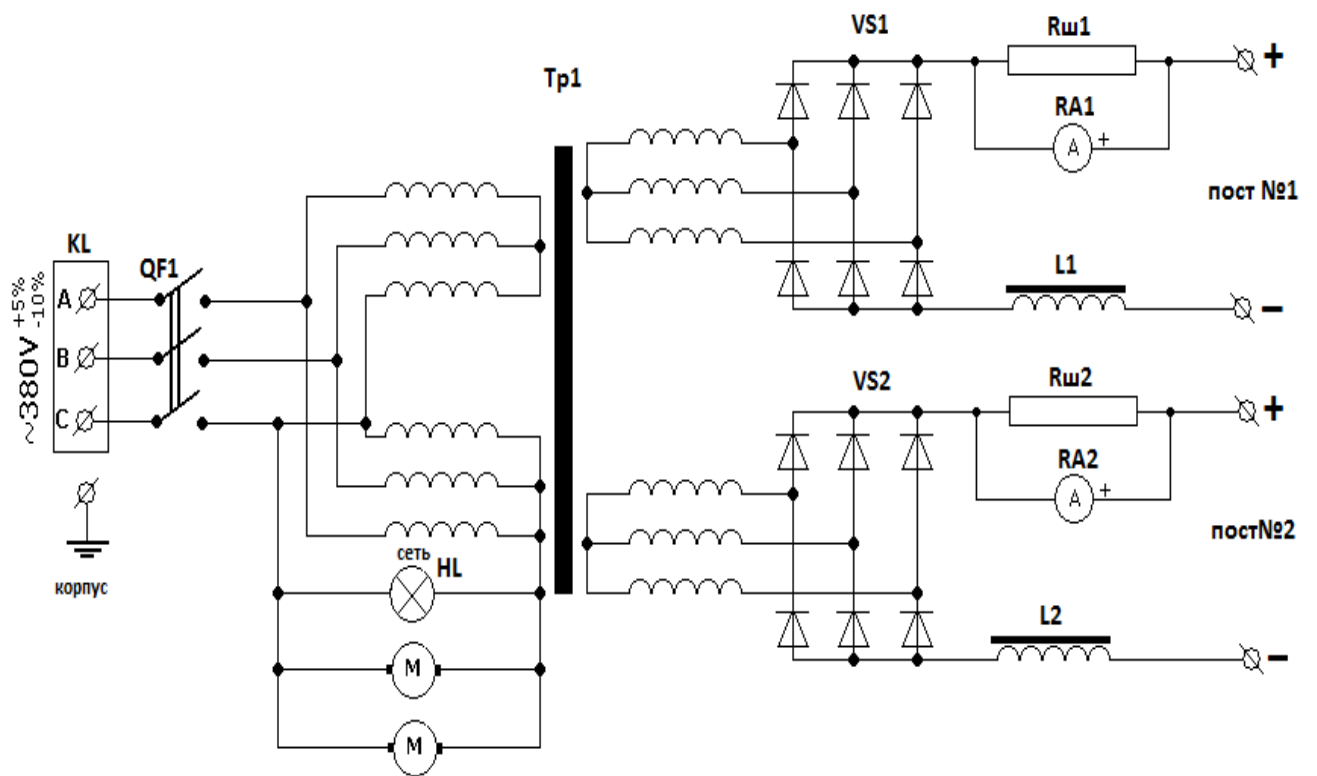 VS1
Rш1
+
Тр1
RA1
A
+
пост №1
KL
QF1
~380V +5%
-10%
A
B
C
L1
−
VS2
Rш2
+
RA2
A
+
пост№2
корпус
сеть
HL
L2
−
M
M